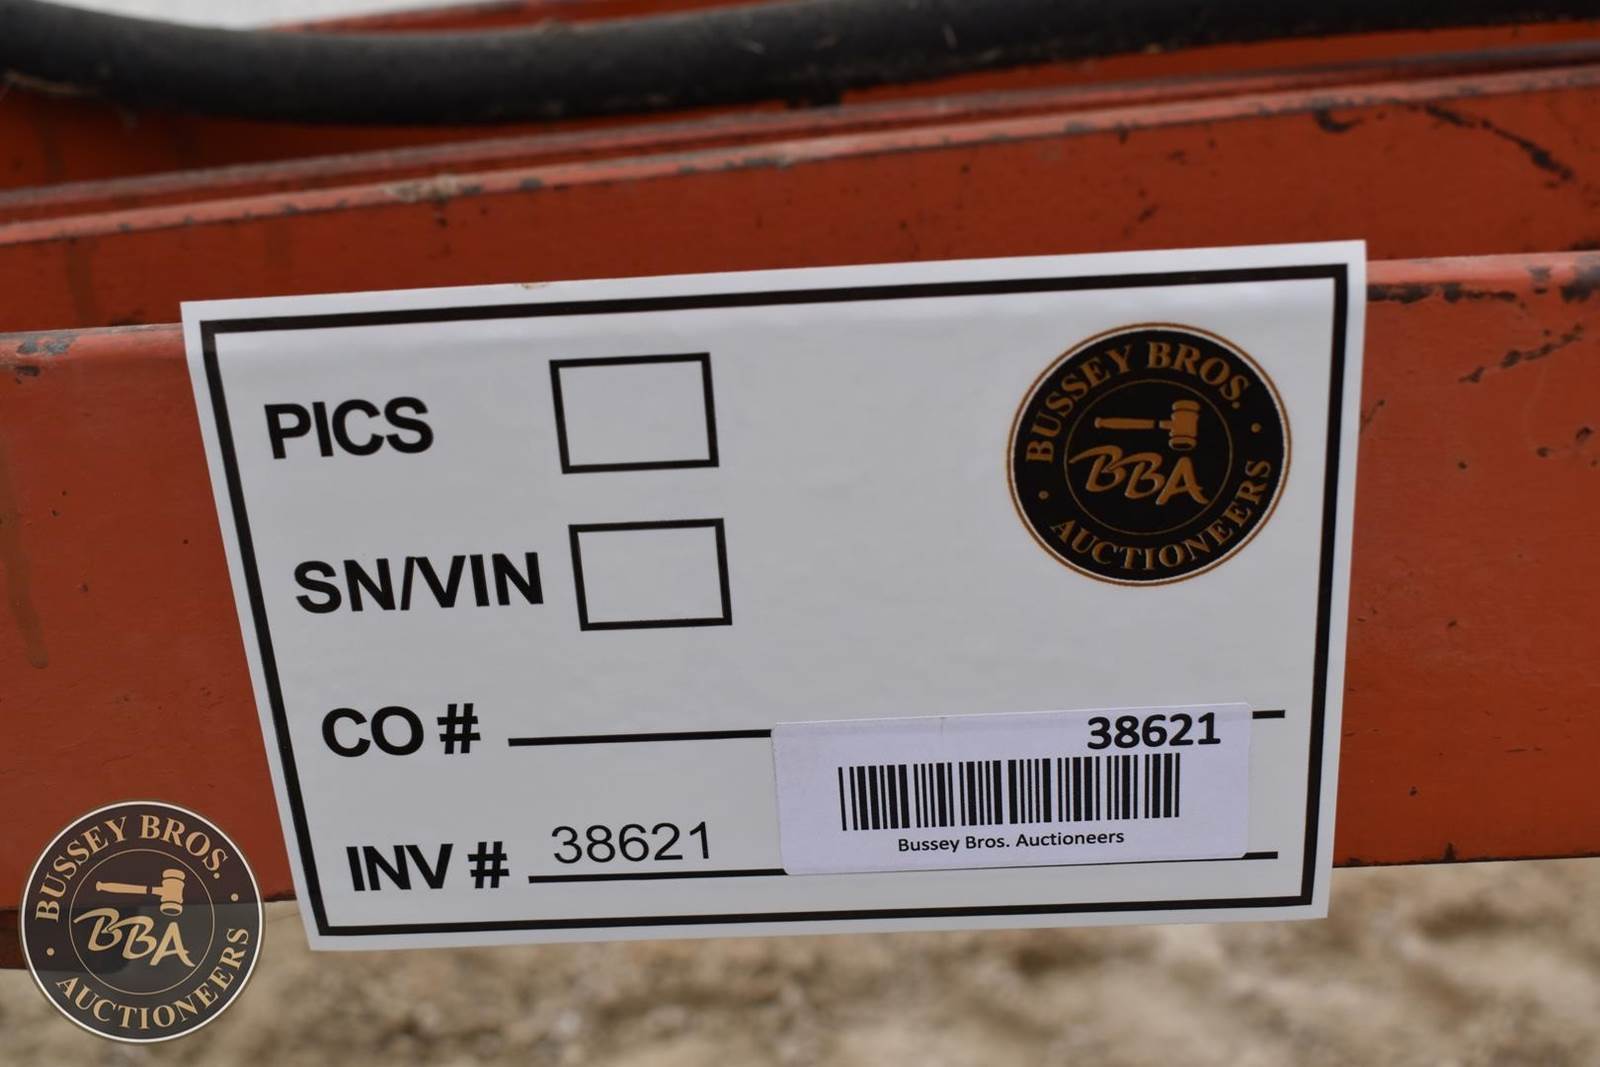 PICS
BUSSEY BROS.
BBA
AUCTIONEERS
SN/VIN
CO #
38621
Bussey Bros. Auctioneers
INV # 38621
BUSSEY BROS.
BBA
AUCTIONEERS